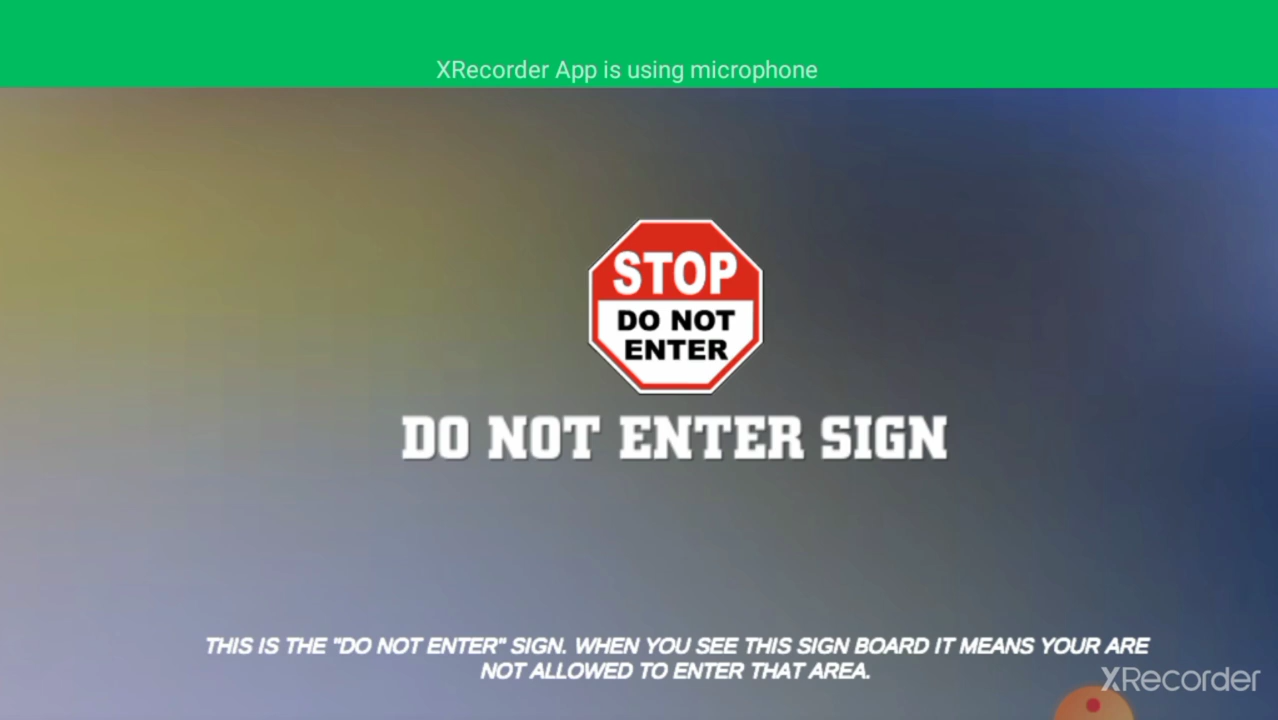 XRecorder App is using microphone
STOP
DO NOT
ENTER
DO NOT ENTER SIGN
THIS IS THE "DO NOT ENTER" SIGN. WHEN YOU SEE THIS SIGN BOARD IT MEANS YOUR ARE
NOT ALLOWED TO ENTER THAT AREA.
XRecorder